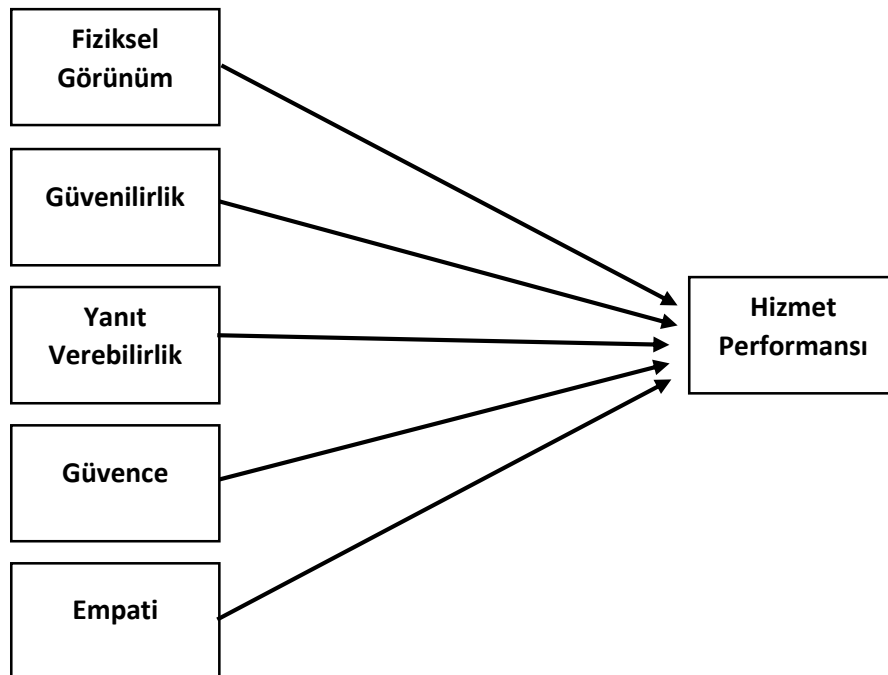 Fiziksel
Görünüm
Güvenilirlik
Yanıt
Verebilirlik
Güvence
Empati
Hizmet
Performansı